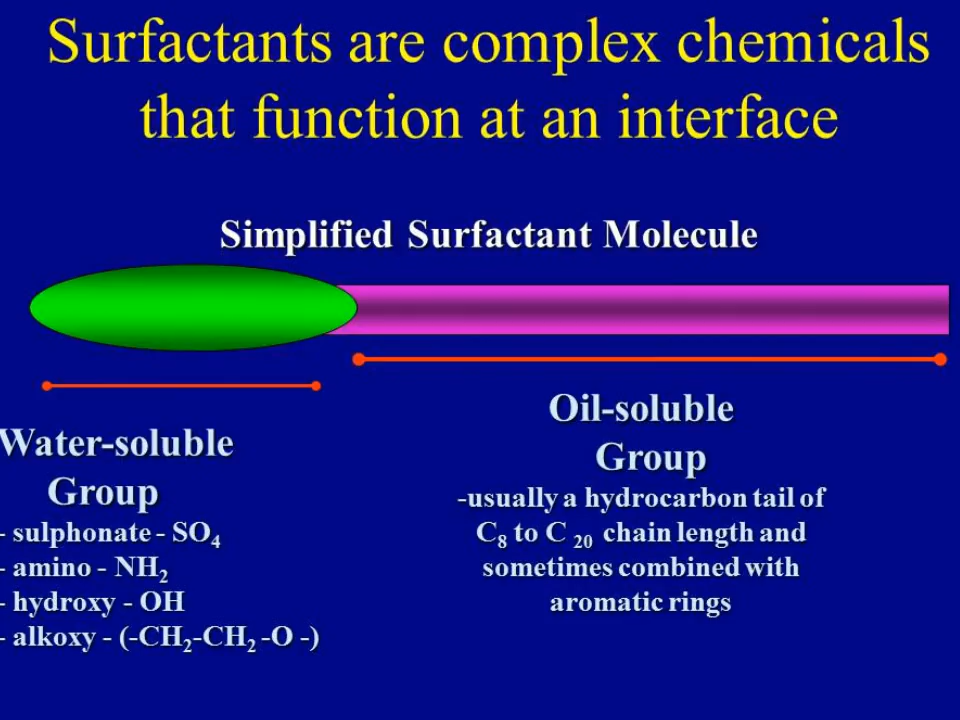 Surfactants are complex chemicals
that function at an interface
Simplified Surfactant Molecule
Water-soluble
Group
- sulphonate - SO4
- amino - NH2
- hydroxy - OH
- alkoxy - (-CH2-CH2 -O -)
Oil-soluble
Group
-usually a hydrocarbon tail of
C8 to C 20 chain length and
sometimes combined with
aromatic rings